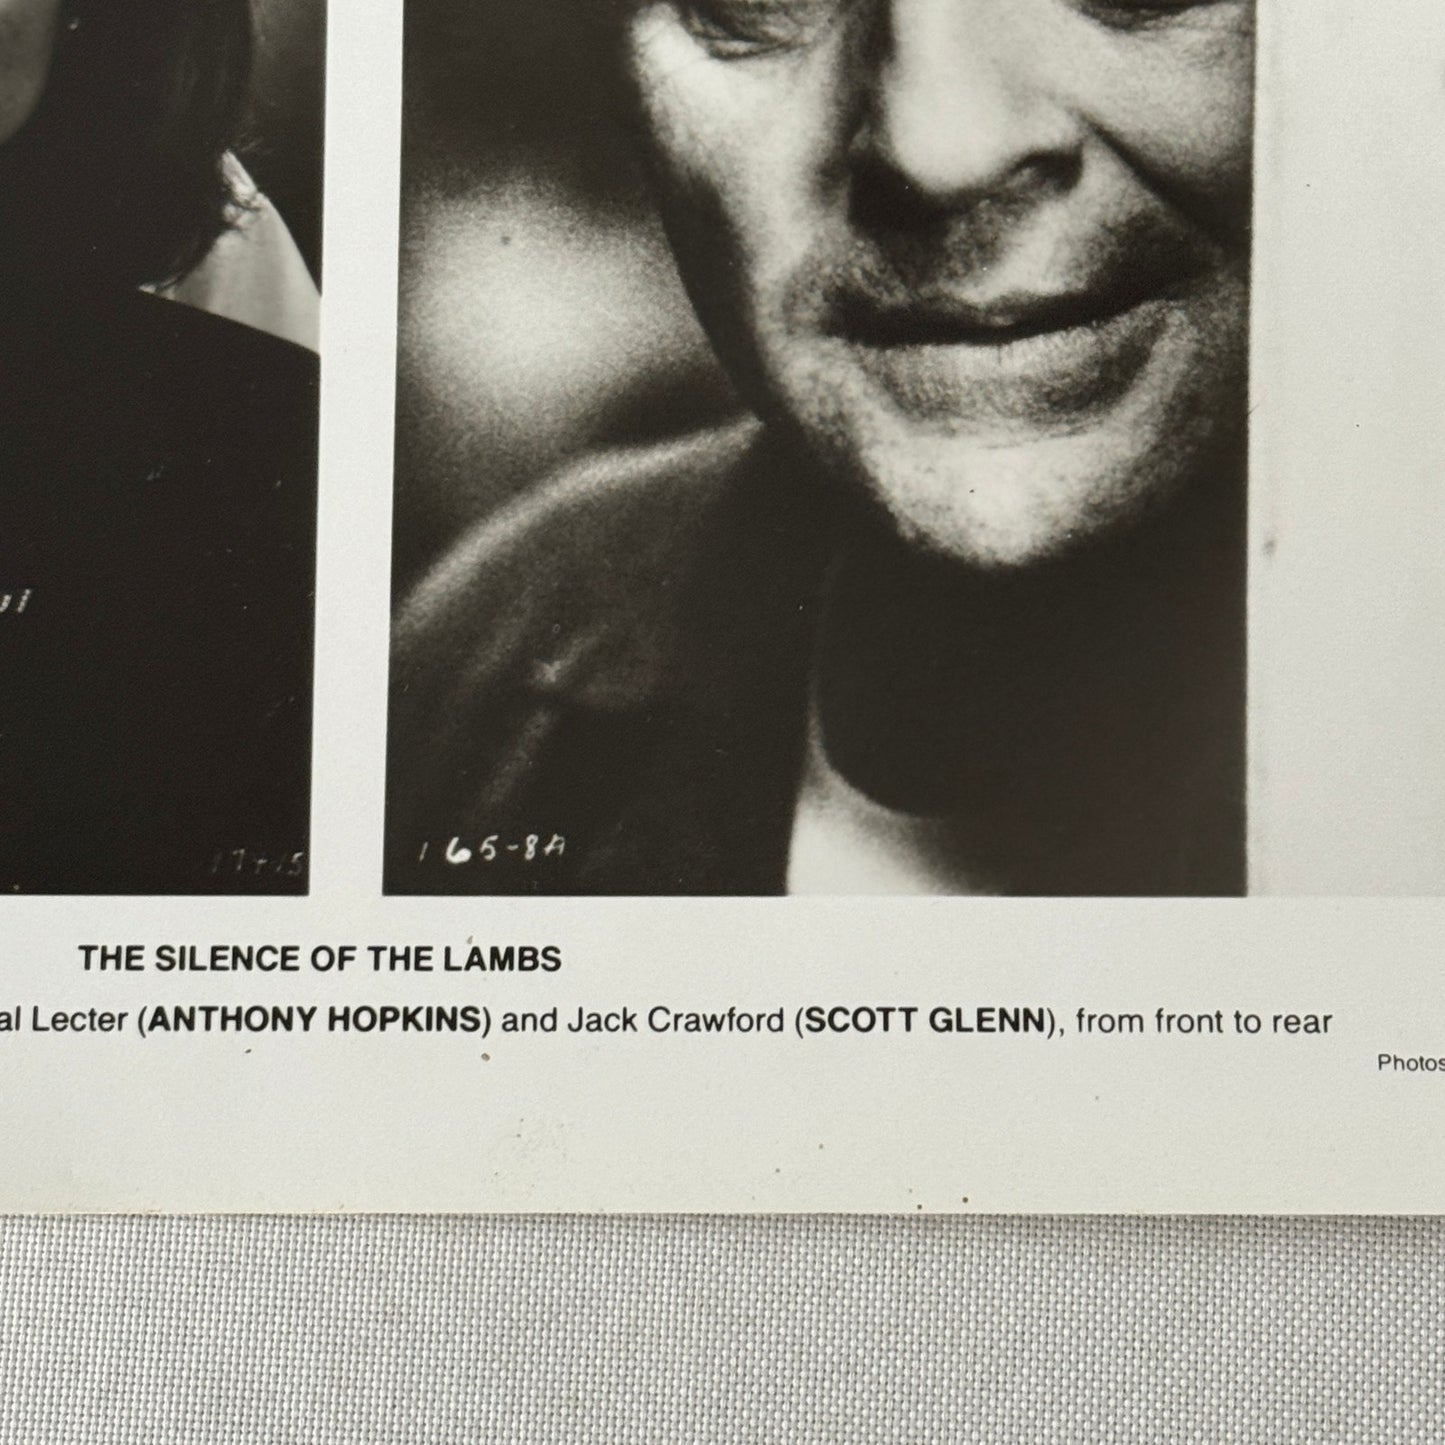 165-8A
THE SILENCE OF THE LAMBS
al Lecter (ANTHONY HOPKINS) and Jack Crawford (SCOTT GLENN), from front to rear
Photos